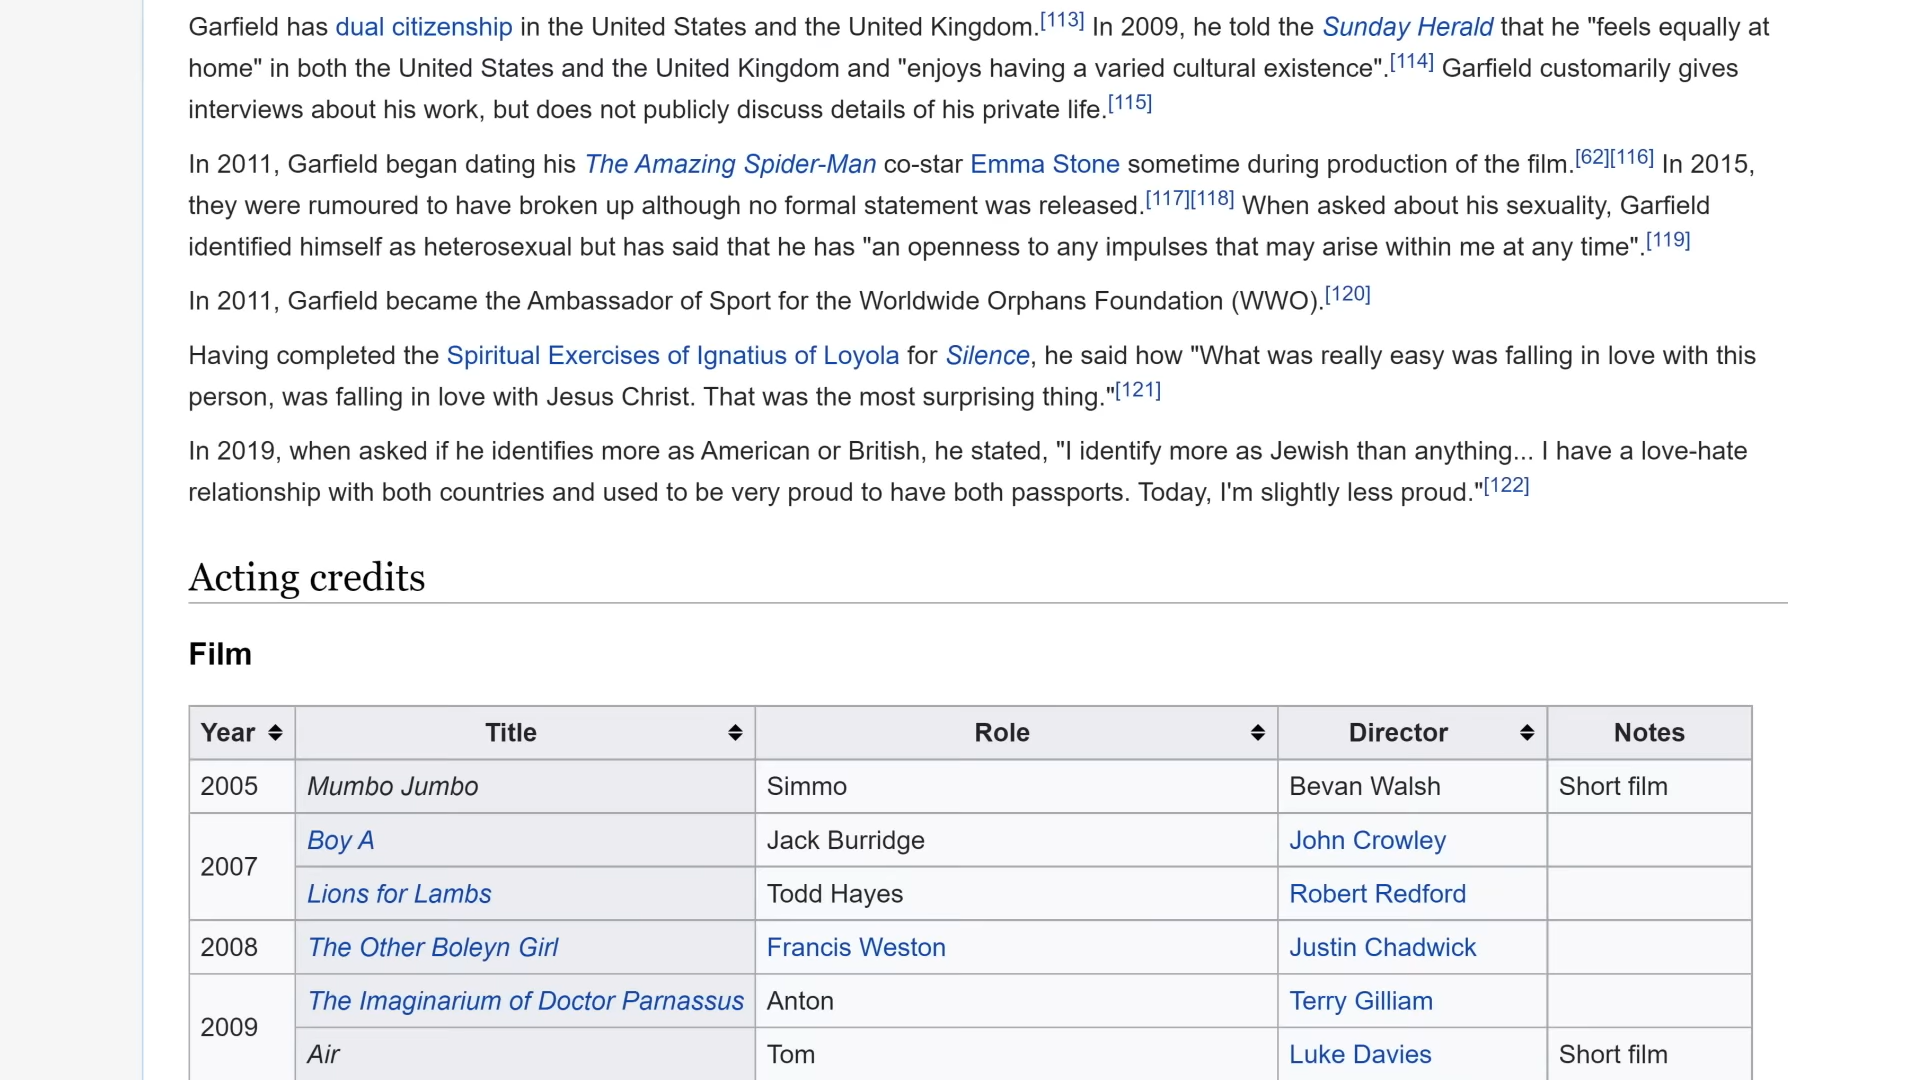 Garfield has dual citizenship in the United States and the United Kingdom.[113] In 2009, he told the Sunday Herald that he "feels equally at
home" in both the United States and the United Kingdom and "enjoys having a varied cultural existence".[114] Garfield customarily gives
interviews about his work, but does not publicly discuss details of his private life.[115]
In 2011, Garfield began dating his The Amazing Spider-Man co-star Emma Stone sometime during production of the film.[62][116] In 2015,
they were rumoured to have broken up although no formal statement was released.[117][118] When asked about his sexuality, Garfield
identified himself as heterosexual but has said that he has "an openness to any impulses that may arise within me at any time".[119]
In 2011, Garfield became the Ambassador of Sport for the Worldwide Orphans Foundation (WWO).[120]
Having completed the Spiritual Exercises of Ignatius of Loyola for Silence, he said how "What was really easy was falling in love with this
person, was falling in love with Jesus Christ. That was the most surprising thing."[121]
In 2019, when asked if he identifies more as American or British, he stated, "I identify more as Jewish than anything... I have a love-hate
relationship with both countries and used to be very proud to have both passports. Today, I'm slightly less proud."[122]
Acting credits
Film
Year Title Role Director Notes
2005 Mumbo Jumbo Simmo Bevan Walsh Short film
2007 Boy A Jack Burridge John Crowley
Lions for Lambs Todd Hayes Robert Redford
2008 The Other Boleyn Girl Francis Weston Justin Chadwick
2009 The Imaginarium of Doctor Parnassus Anton Terry Gilliam
Air Tom Luke Davies Short film